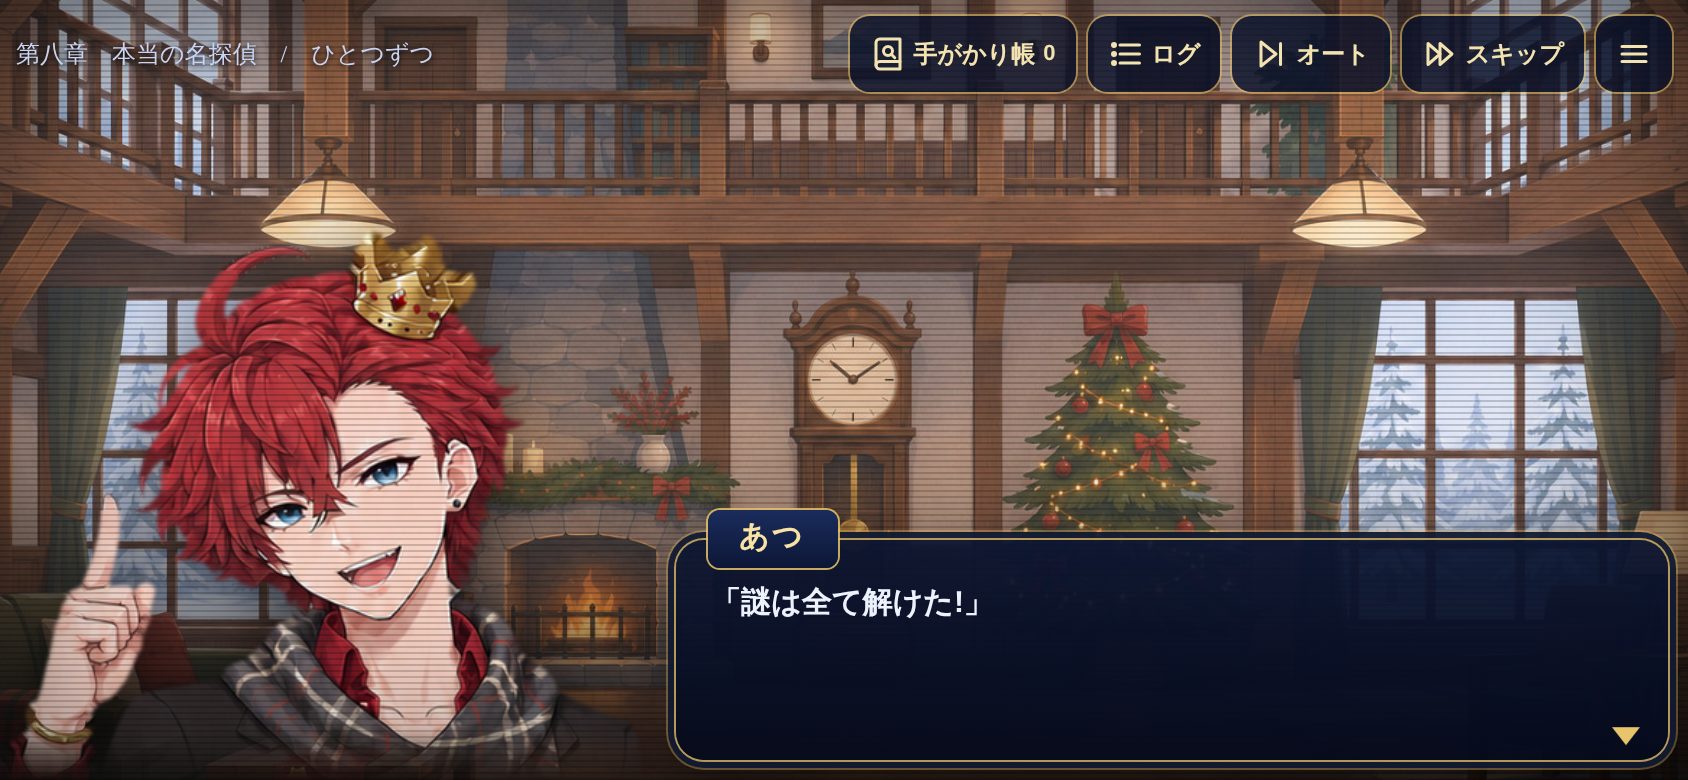 第八章　本当の名探偵　/　ひとつずつ
手がかり帳 0
ログ
オート
スキップ
あつ
「謎は全て解けた!」